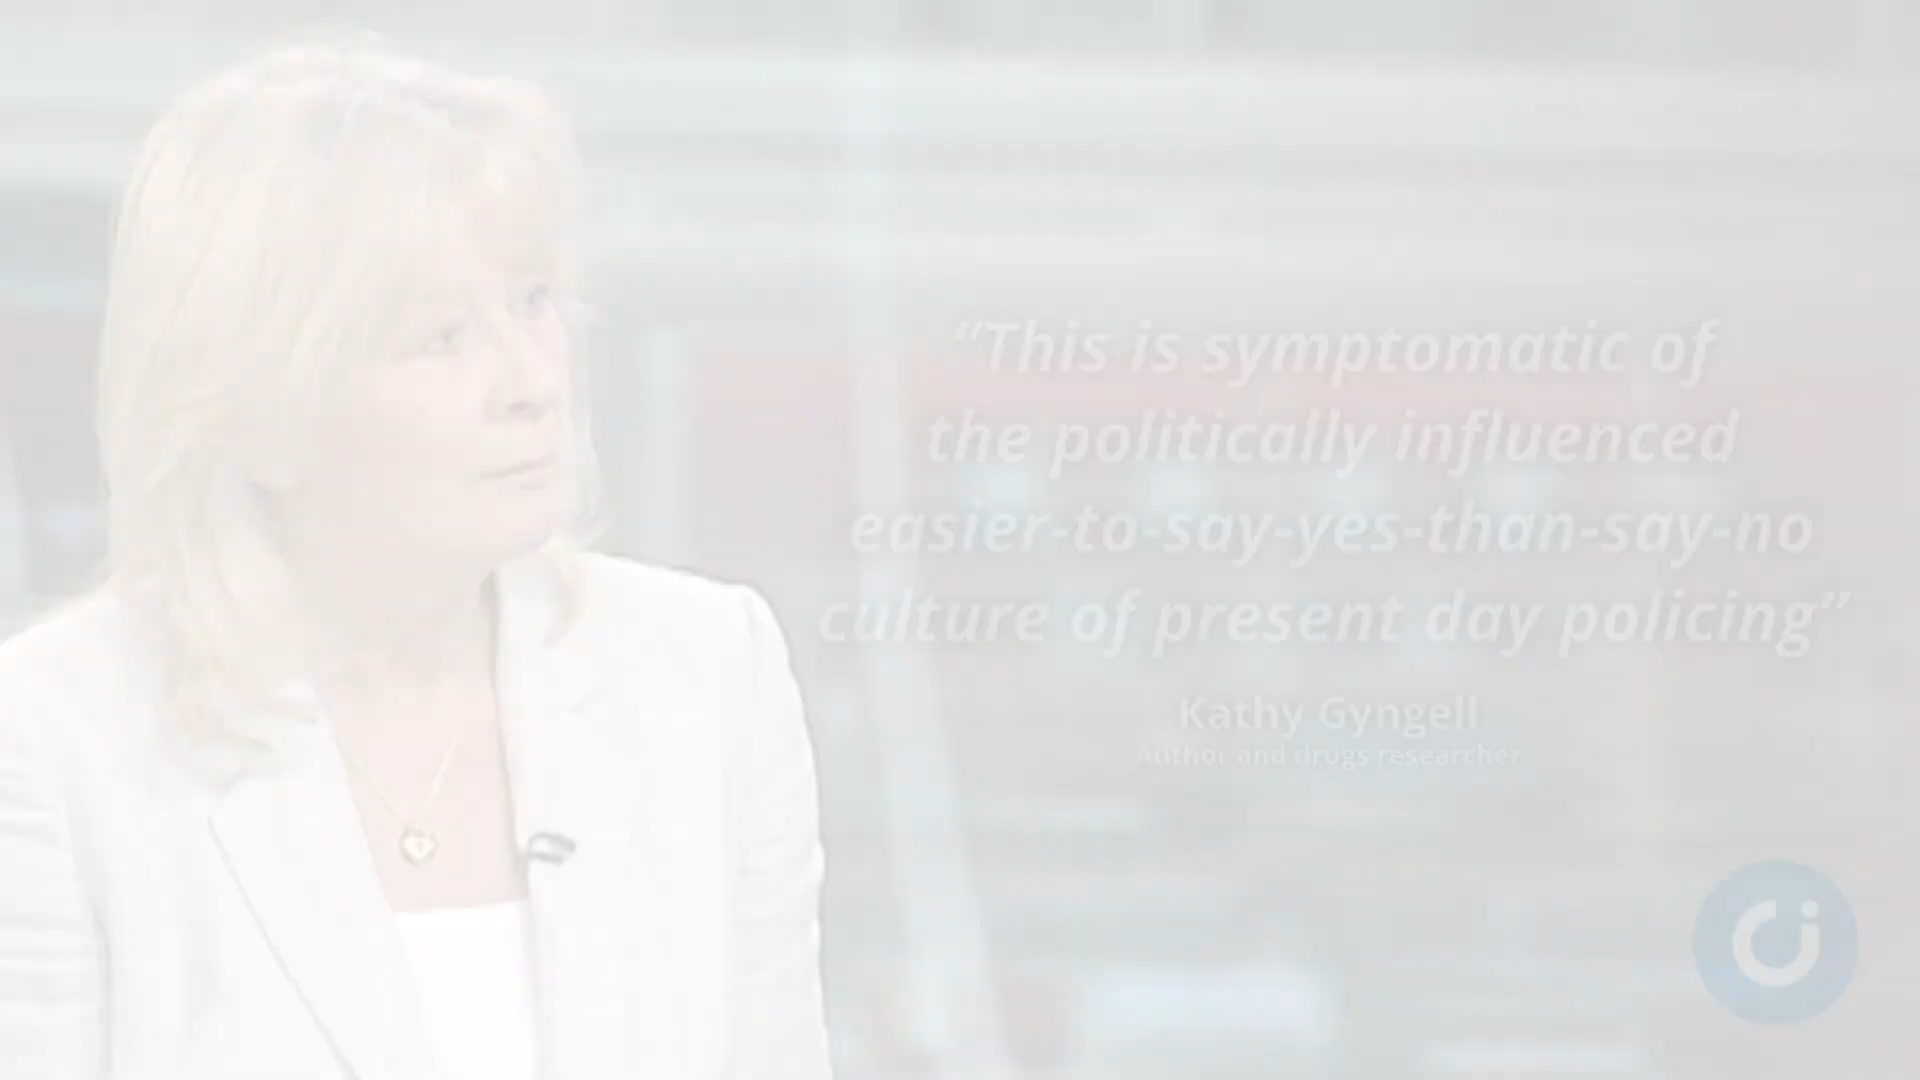 “This is symptomatic of
the politically influenced
easier-to-say-yes-than-say-no
culture of present day policing”
Kathy Gyngell
Author and drugs researcher